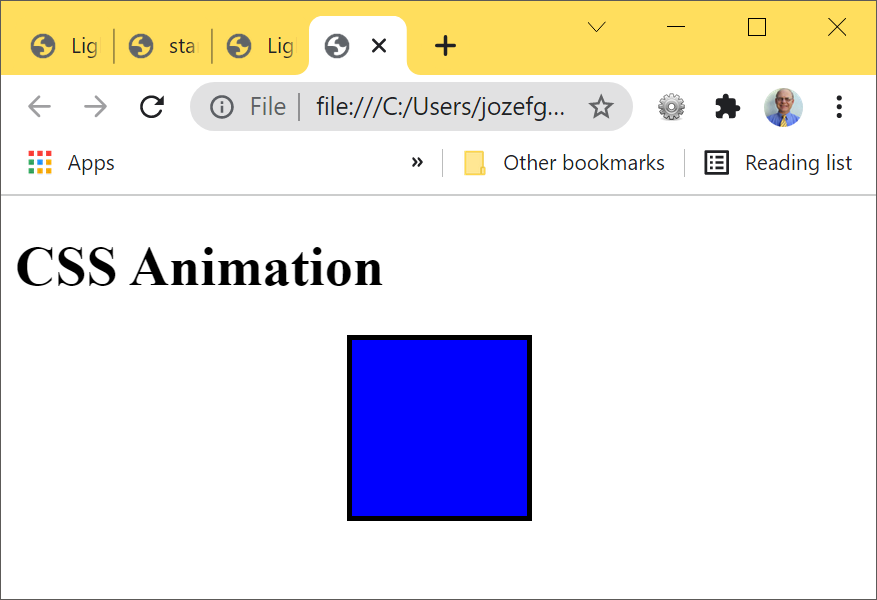 Lig sta Lig
File file:///C:/Users/jozefg...
Apps » Other bookmarks Reading list
CSS Animation